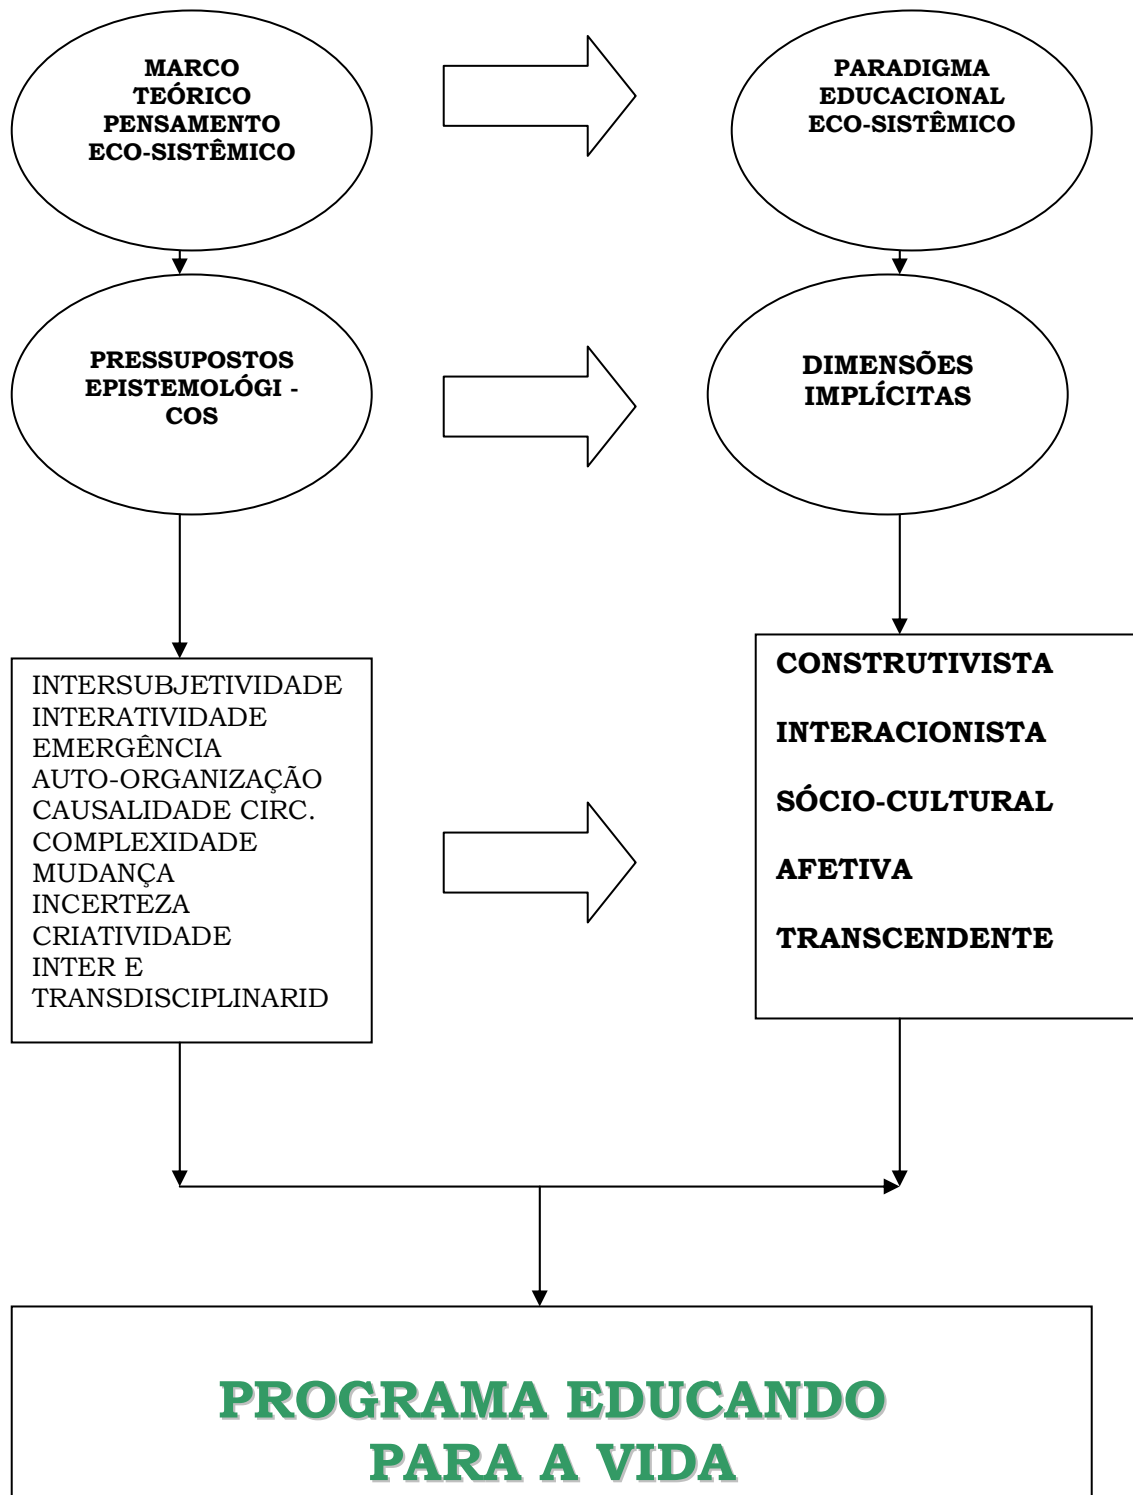 MARCO
TEÓRICO
PENSAMENTO
ECO-SISTÊMICO
PARADIGMA
EDUCACIONAL
ECO-SISTÊMICO
PRESSUPOSTOS
EPISTEMOLÓGI -
COS
DIMENSÕES
IMPLÍCITAS
INTERSUBJETIVIDADE
INTERATIVIDADE
EMERGÊNCIA
AUTO-ORGANIZAÇÃO
CAUSALIDADE CIRC.
COMPLEXIDADE
MUDANÇA
INCERTEZA
CRIATIVIDADE
INTER E
TRANSDISCIPLINARID
CONSTRUTIVISTA
INTERACIONISTA
SÓCIO-CULTURAL
AFETIVA
TRANSCENDENTE
PROGRAMA EDUCANDO
PARA A VIDA